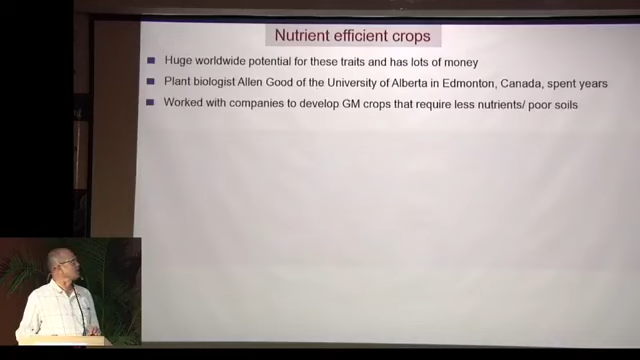 Nutrient efficient crops
Huge worldwide potential for these traits and has lots of money
Plant biologist Allen Good of the University of Alberta in Edmonton, Canada, spent years
Worked with companies to develop GM crops that require less nutrients/ poor soils